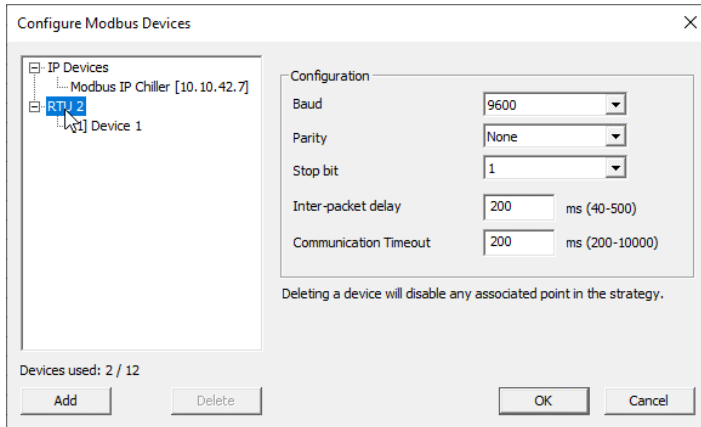 Configure Modbus Devices
IP Devices
Modbus IP Chiller [10.10.42.7]
RTU 2
1] Device 1
Configuration
Baud 9600
Parity None
Stop bit 1
Inter-packet delay 200 ms (40-500)
Communication Timeout 200 ms (200-10000)
Deleting a device will disable any associated point in the strategy.
Devices used: 2 / 12
Add Delete OK Cancel